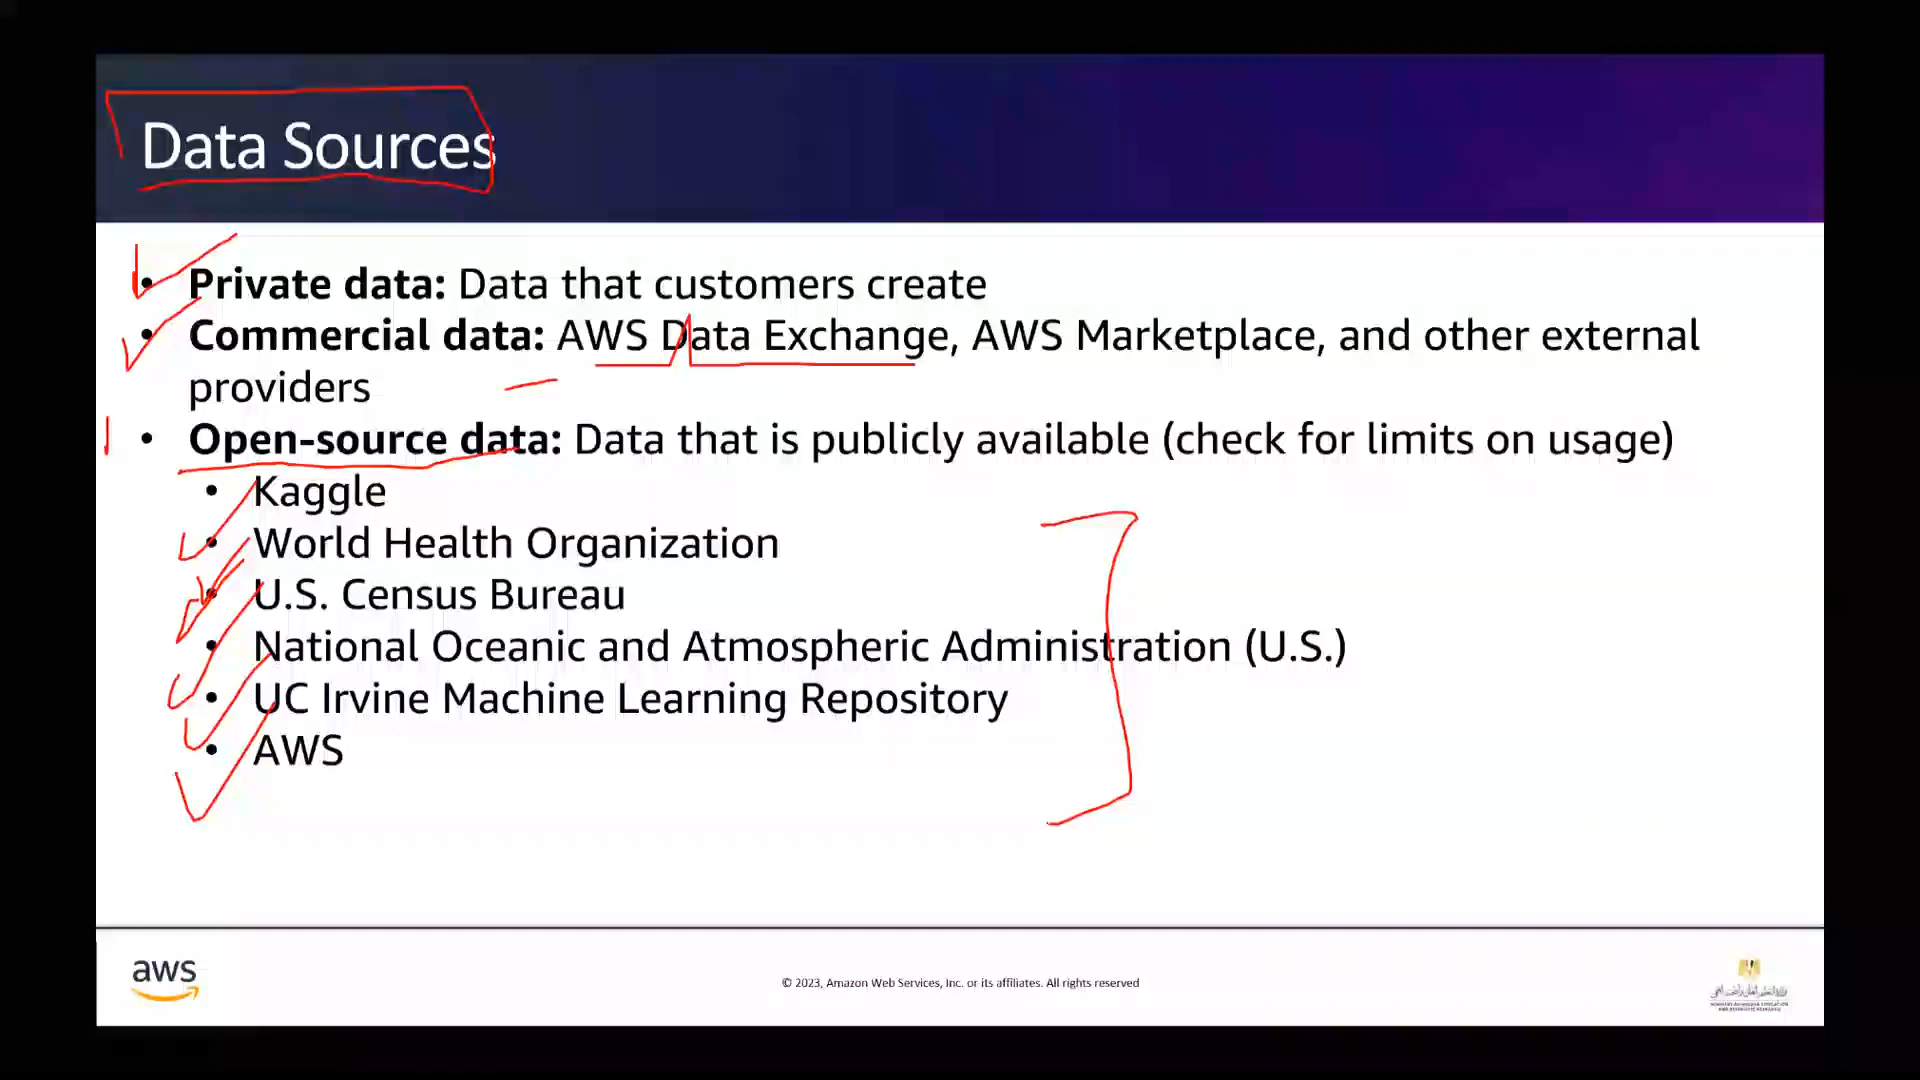 Data Sources
• Private data: Data that customers create
• Commercial data: AWS Data Exchange, AWS Marketplace, and other external
providers
• Open-source data: Data that is publicly available (check for limits on usage)
• Kaggle
• World Health Organization
• U.S. Census Bureau
• National Oceanic and Atmospheric Administration (U.S.)
• UC Irvine Machine Learning Repository
• AWS
aws
© 2023, Amazon Web Services, Inc. or its affiliates. All rights reserved